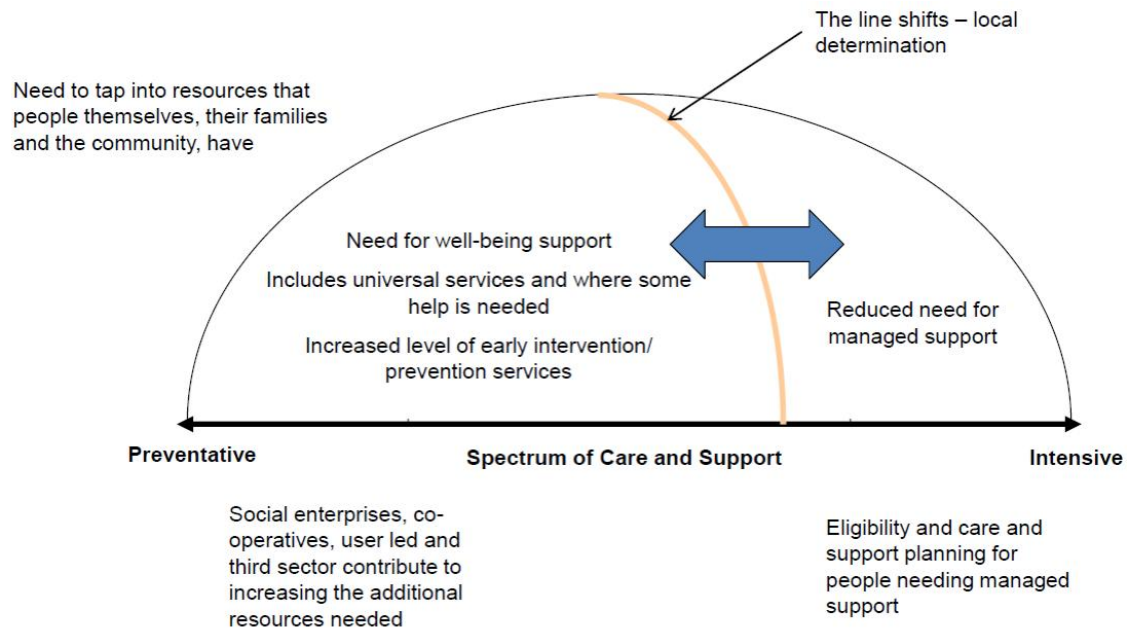 The line shifts – local
determination
Need to tap into resources that
people themselves, their families
and the community, have
Need for well-being support
Includes universal services and where some
help is needed
Increased level of early intervention/
prevention services
Reduced need for
managed support
Preventative
Spectrum of Care and Support
Intensive
Social enterprises, co-
operatives, user led and
third sector contribute to
increasing the additional
resources needed
Eligibility and care and
support planning for
people needing managed
support